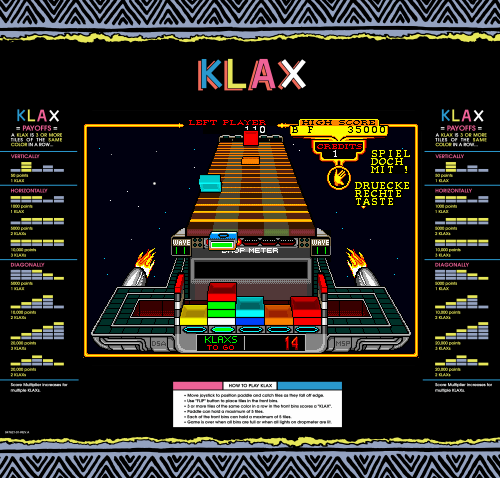 KLAX
KLAX
= PAYOFFS =
A KLAX IS 3 OR MORE
TILES OF THE SAME
COLOR IN A ROW...
VERTICALLY
50 points
1 KLAX
HORIZONTALLY
1000 points
1 KLAX
5000 points
2 KLAXs
10,000 points
3 KLAXs
DIAGONALLY
5000 points
1 KLAX
10,000 points
2 KLAXs
20,000 points
3 KLAXs
20,000 points
2 KLAXs
Score Multiplier increases for
multiple KLAXs.
LEFT PLAYER
110
HIGH SCORE
B F 35000
CREDITS
1
SPIEL
DOCH
MIT !
DRUECKE
RECHTE
TASTE
WAVE
11
DROP METER
WAVE
DSA
KLAXS
TO GO
14
MSP
KLAX
= PAYOFFS =
A KLAX IS 3 OR MORE
TILES OF THE SAME
COLOR IN A ROW...
VERTICALLY
50 points
1 KLAX
HORIZONTALLY
1000 points
1 KLAX
5000 points
2 KLAXs
10,000 points
3 KLAXs
DIAGONALLY
5000 points
1 KLAX
10,000 points
2 KLAXs
20,000 points
3 KLAXs
20,000 points
2 KLAXs
Score Multiplier increases for
multiple KLAXs.
HOW TO PLAY KLAX
• Move joystick to position paddle and catch tiles as they fall off edge.
• Use "FLIP" button to place tiles in the front bins.
• 3 or more tiles of the same color in a row in the front bins scores a "KLAX".
• Paddle can hold a maximum of 5 tiles.
• Each of the front bins can hold a maximum of 5 tiles.
• Game is over when all bins are full or when all lights on dropmeter are lit.